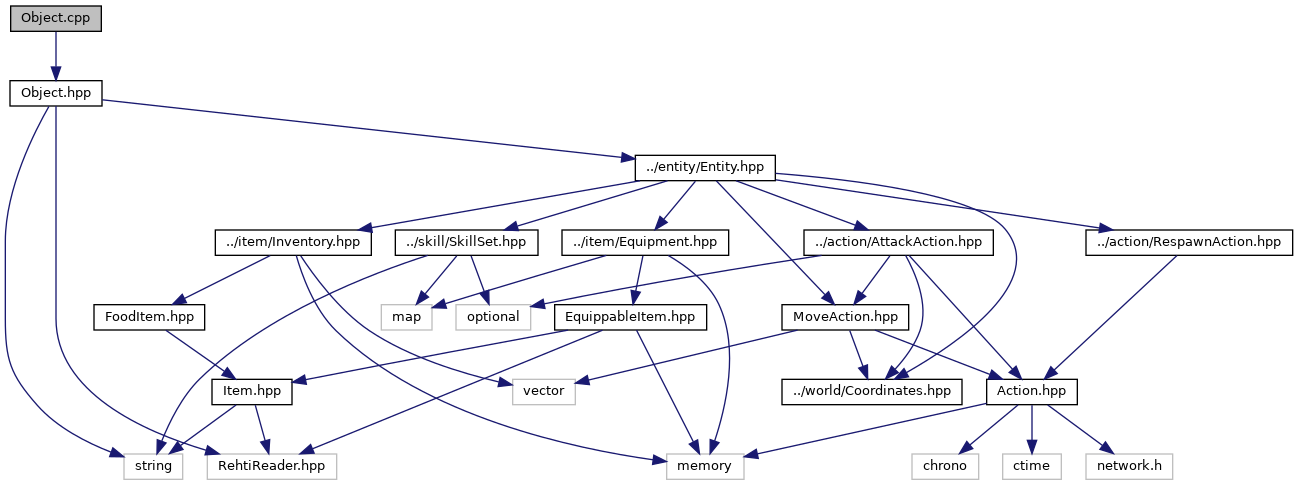 Object.cpp
Object.hpp
../entity/Entity.hpp
../item/Inventory.hpp
../skill/SkillSet.hpp
../item/Equipment.hpp
../action/AttackAction.hpp
../action/RespawnAction.hpp
FoodItem.hpp
map
optional
EquippableItem.hpp
MoveAction.hpp
Item.hpp
vector
../world/Coordinates.hpp
Action.hpp
string
RehtiReader.hpp
memory
chrono
ctime
network.h